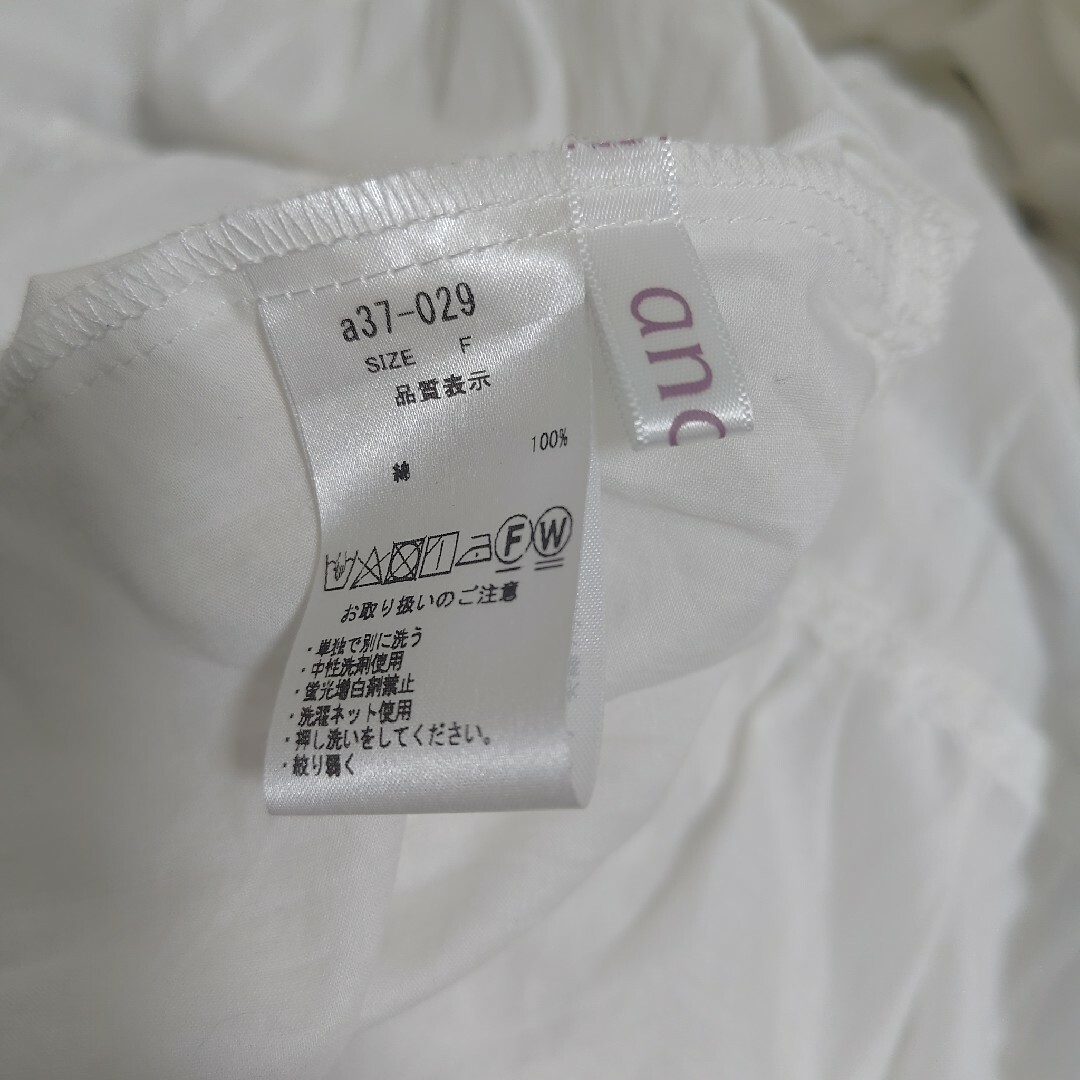 a37-029
SIZE F
品質表示
綿 100%
F W
お取り扱いのご注意
・単独で別に洗う
・中性洗剤使用
・蛍光増白剤禁止
・洗濯ネット使用
・押し洗いをしてください。
・絞り弱く
an